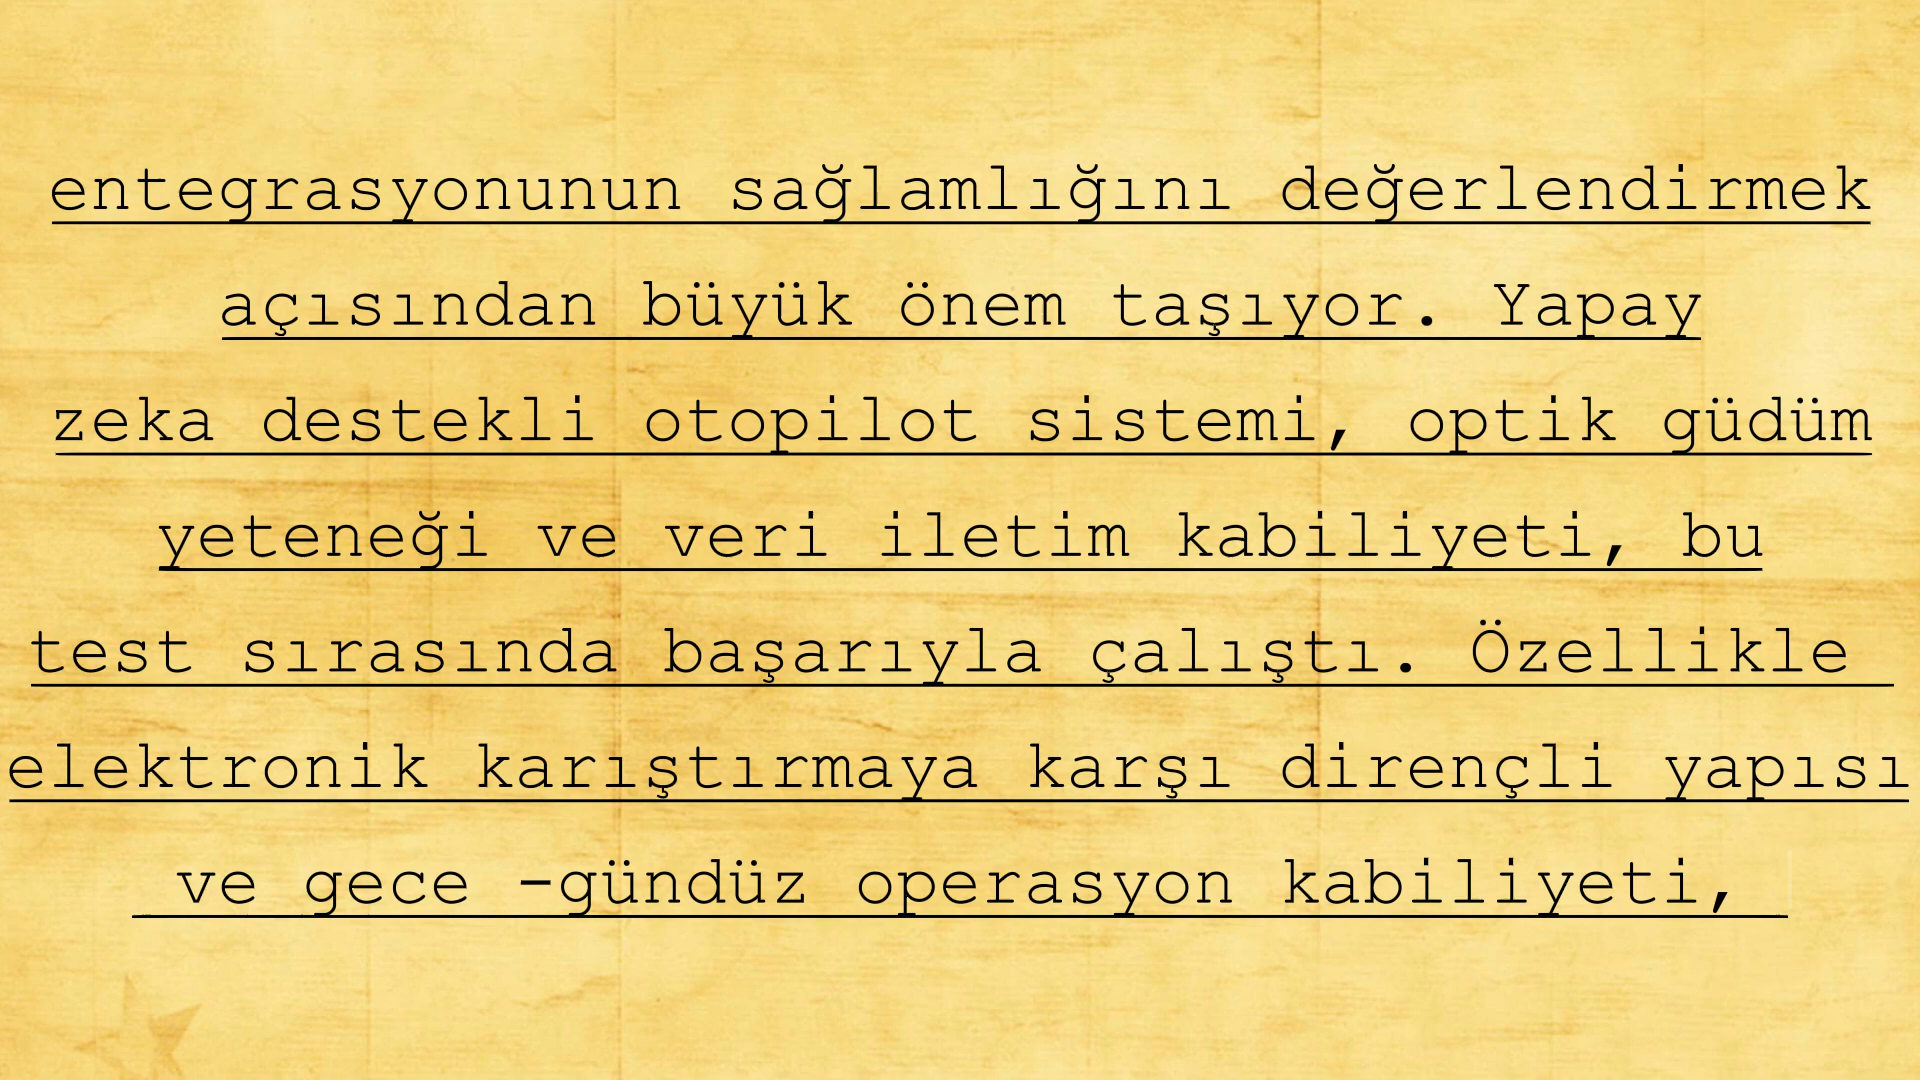 entegrasyonunun sağlamlığını değerlendirmek
açısından büyük önem taşıyor. Yapay
zeka destekli otopilot sistemi, optik güdüm
yeteneği ve veri iletim kabiliyeti, bu
test sırasında başarıyla çalıştı. Özellikle
elektronik karıştırmaya karşı dirençli yapısı
ve gece -gündüz operasyon kabiliyeti,